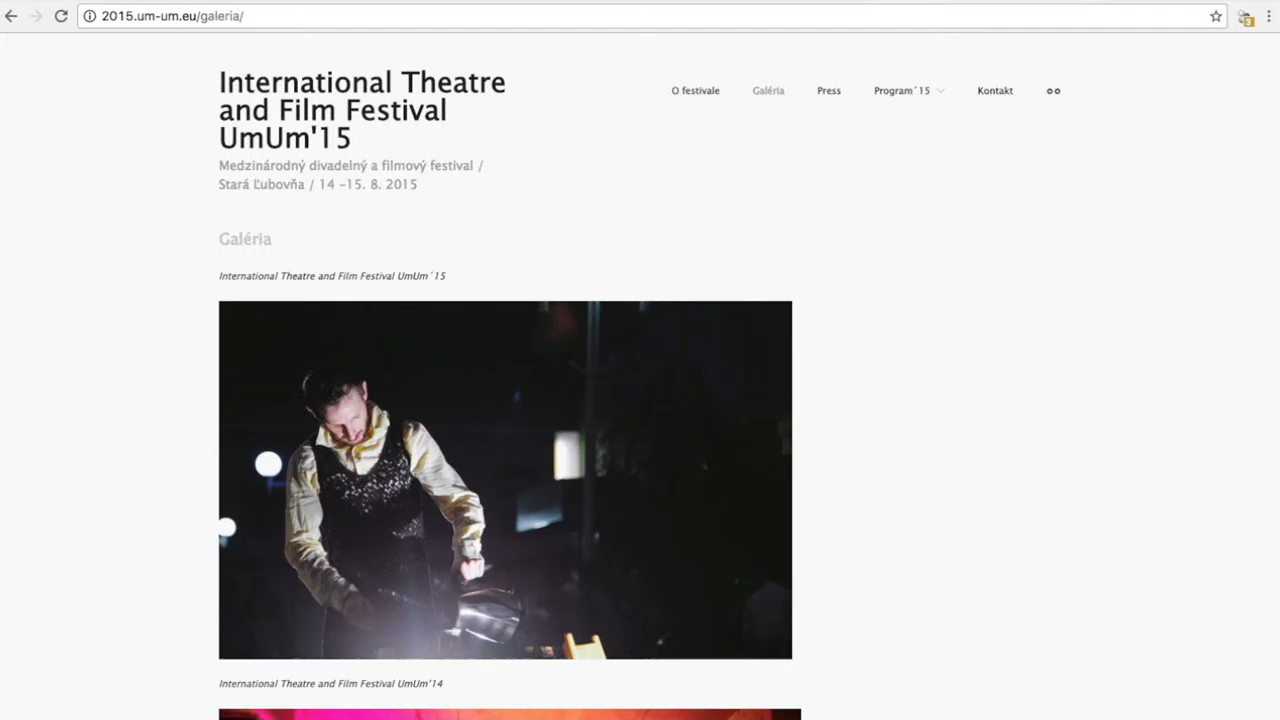 2015.um-um.eu/galeria/
International Theatre
and Film Festival
UmUm'15
Medzinárodný divadelný a filmový festival /
Stará Ľubovňa / 14 –15. 8. 2015
O festivale
Galéria
Press
Program´15
Kontakt
Galéria
International Theatre and Film Festival UmUm´15
International Theatre and Film Festival UmUm'14